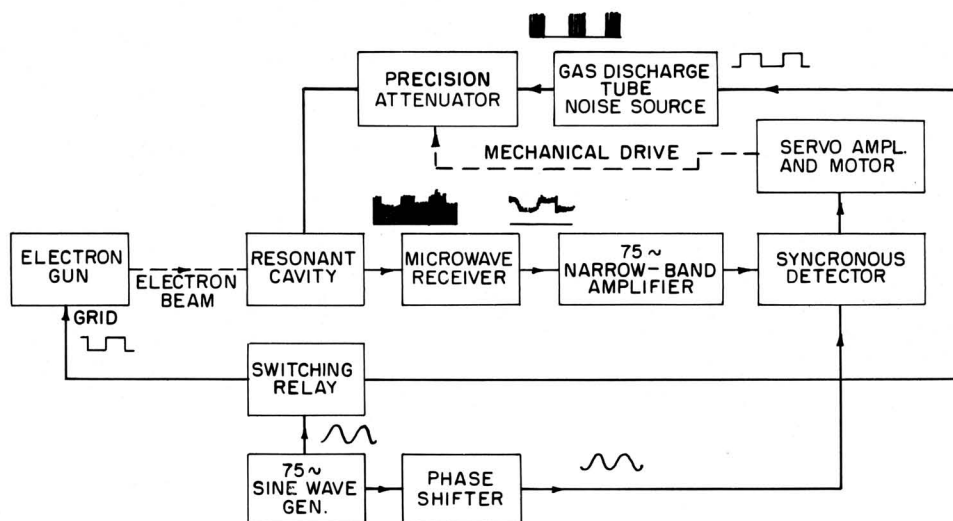 PRECISION
ATTENUATOR
GAS DISCHARGE
TUBE
NOISE SOURCE
MECHANICAL DRIVE
SERVO AMPL.
AND MOTOR
ELECTRON
GUN
ELECTRON
BEAM
RESONANT
CAVITY
MICROWAVE
RECEIVER
75~
NARROW-BAND
AMPLIFIER
SYNCRONOUS
DETECTOR
GRID
SWITCHING
RELAY
75~
SINE WAVE
GEN.
PHASE
SHIFTER